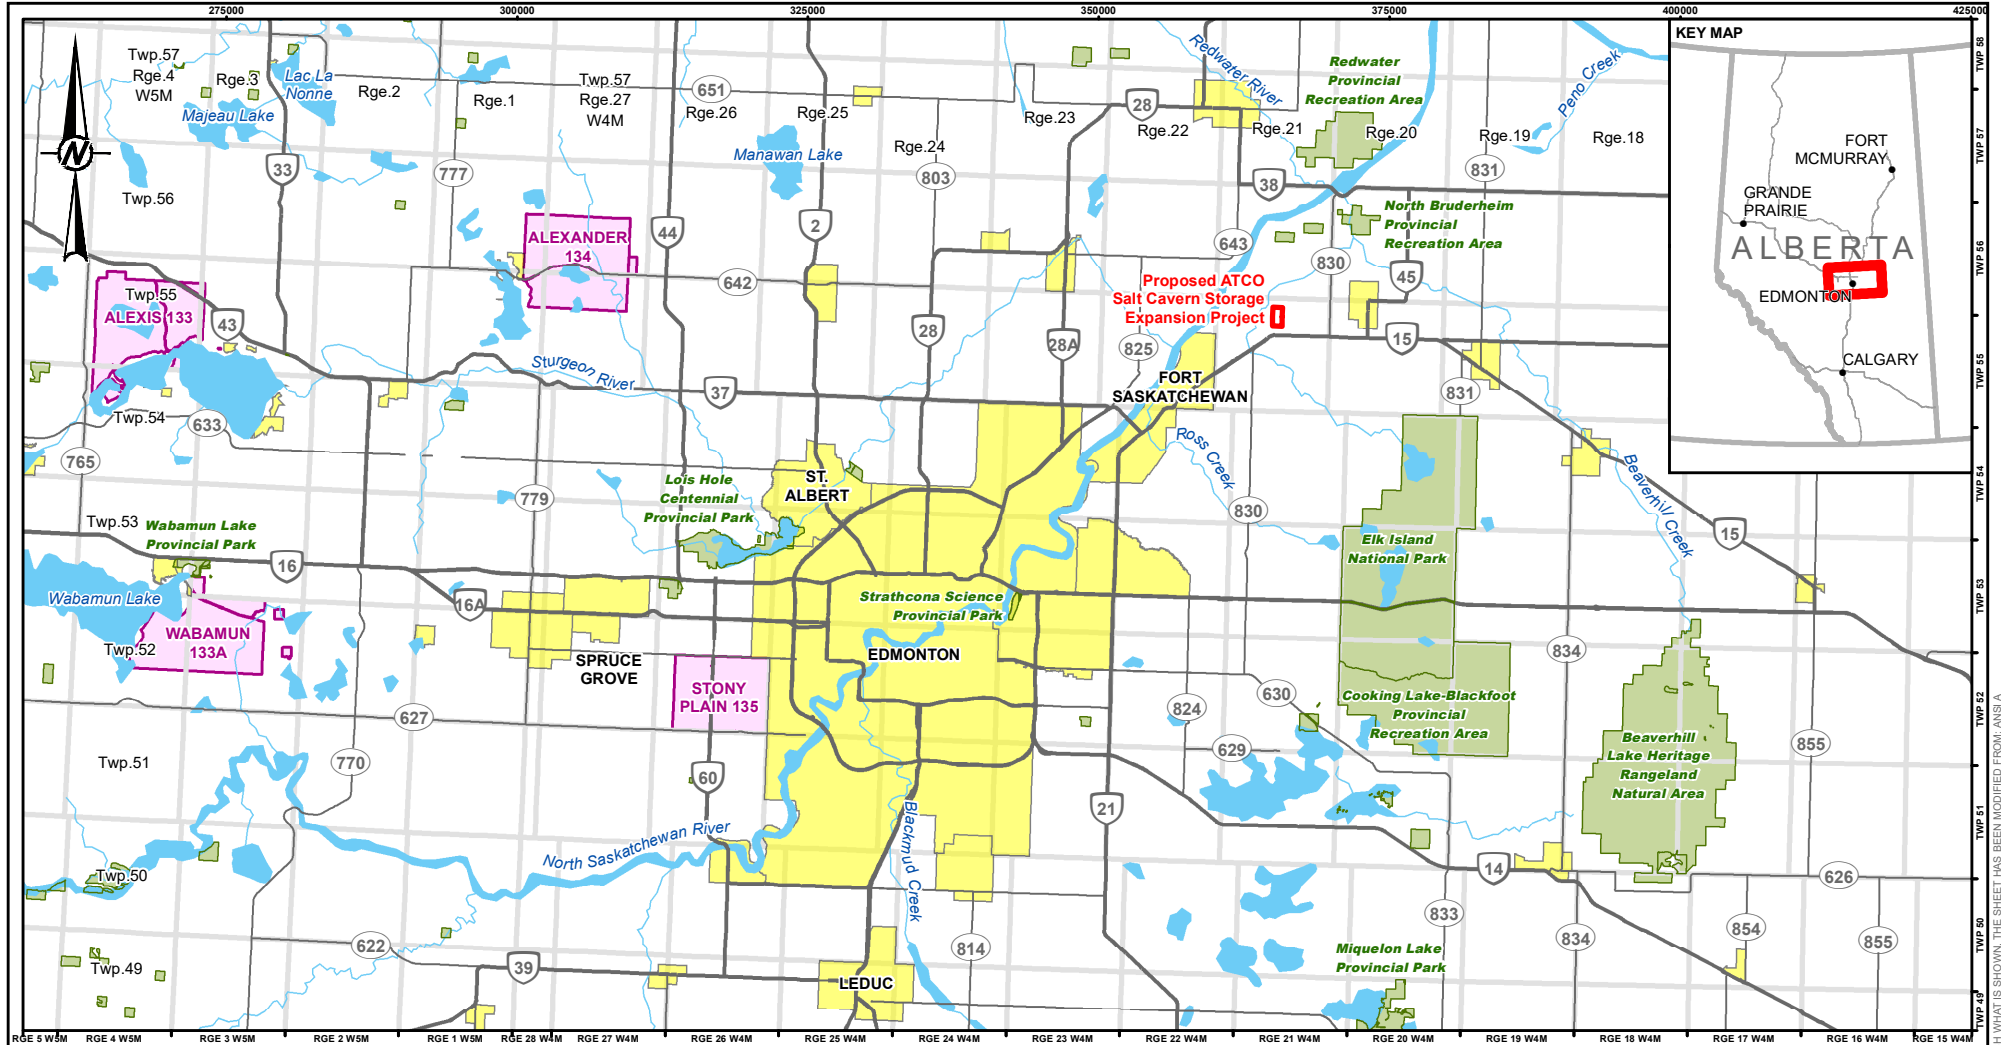 275000
300000
325000
350000
375000
400000
425000
KEY MAP
FORT
MCMURRAY
GRANDE
PRAIRIE
ALBERTA
EDMONTON
CALGARY
N
Twp.57
Rge.4
W5M
Rge.3
Lac La
Nonne
Majeau Lake
Rge.2
Rge.1
Twp.57
Rge.27
W4M
651
Rge.26
Rge.25
Manawan Lake
Rge.24
803
Rge.23
28
Rge.22
Redwater River
Rge.21
Redwater
Provincial
Recreation Area
Rge.20
Rge.19
Peno Creek
Rge.18
831
33
777
Twp.56
38
44
2
ALEXANDER
134
642
643
830
North Bruderheim
Provincial
Recreation Area
45
Twp.55
ALEXIS 133
43
Proposed ATCO
Salt Cavern Storage
Expansion Project
28
28A
825
15
Sturgeon River
37
FORT
SASKATCHEWAN
831
Twp.54
633
765
779
Lois Hole
Centennial
Provincial Park
ST.
ALBERT
Ross Creek
830
Beaverhill Creek
15
Twp.53
Wabamun Lake
Provincial Park
16
Elk Island
National Park
16A
Wabamun Lake
WABAMUN
133A
Twp.52
Strathcona Science
Provincial Park
EDMONTON
SPRUCE
GROVE
STONY
PLAIN 135
834
627
824
630
629
Cooking Lake-Blackfoot
Provincial
Recreation Area
Beaverhill
Lake Heritage
Rangeland
Natural Area
855
Twp.51
770
60
21
North Saskatchewan River
Blackmud Creek
Twp.50
14
626
622
39
814
833
834
854
855
Miquelon Lake
Provincial Park
Twp.49
LEDUC
TWP 58
TWP 57
TWP 56
TWP 55
TWP 54
TWP 53
TWP 52
TWP 51
TWP 50
TWP 49
RGE 5 W5M
RGE 4 W5M
RGE 3 W5M
RGE 2 W5M
RGE 1 W5M
RGE 28 W4M
RGE 27 W4M
RGE 26 W4M
RGE 25 W4M
RGE 24 W4M
RGE 23 W4M
RGE 22 W4M
RGE 21 W4M
RGE 20 W4M
RGE 19 W4M
RGE 18 W4M
RGE 17 W4M
RGE 16 W4M
RGE 15 W4M
H WHAT IS SHOWN, THE SHEET HAS BEEN MODIFIED FROM: ANSI A